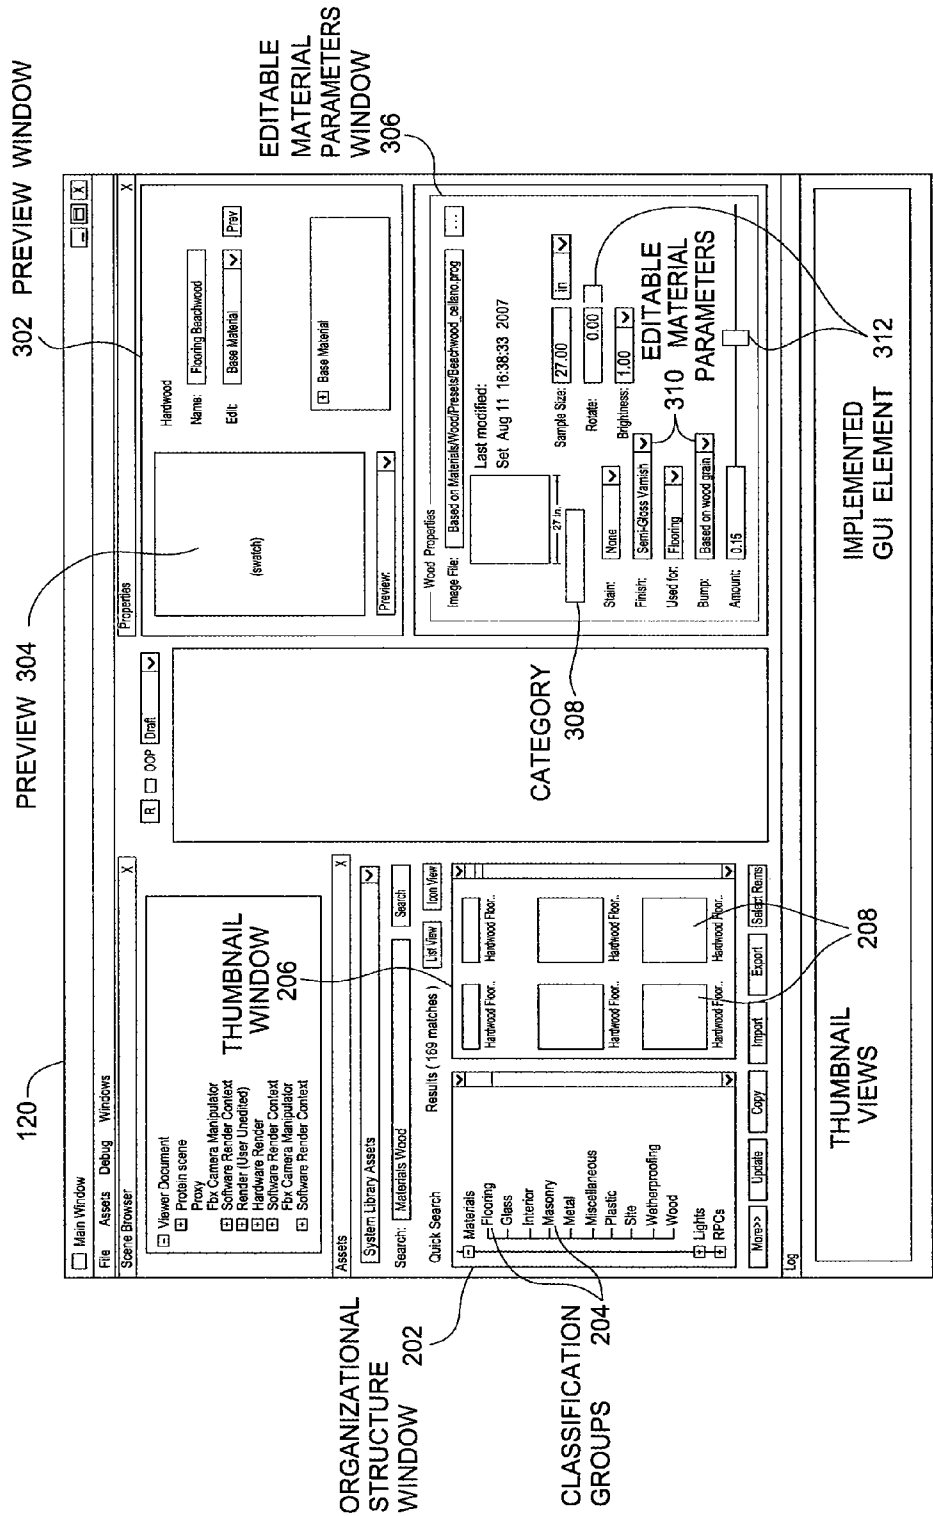 120
PREVIEW 304
302 PREVIEW WINDOW
Main Window
X
File Assets Debug Windows
Scene Browser
X
Viewer Document
Protein scene
Proxy
Fbx Camera Manipulator
Software Render Context
Render (User Unedited)
Hardware Render
Software Render Context
Fbx Camera Manipulator
Software Render Context
THUMBNAIL
WINDOW
206
Assets
X
System Library Assets
Search:
Materials Wood
Search
Quick Search
Results ( 169 matches )
List View
Icon View
Materials
Flooring
Glass
Interior
Masonry
Metal
Miscellaneous
Plastic
Site
Wetherproofing
Wood
Lights
RPCs
Hardwood Floor..
Hardwood Floor..
Hardwood Floor..
Hardwood Floor..
Hardwood Floor..
Hardwood Floor..
More>>
Update
Copy
Import
Export
Select Rems
R
OOP
Draft
CATEGORY
308
Properties
X
(swatch)
Preview:
Hardwood
Name:
Flooring Beachwood
Edit:
Base Material
Prev
Base Material
Wood Properties
Image File:
Based on Materials/Wood/Presets/Beachwood_cellano.prog
...
Last modified:
Set Aug 11 16:38:33 2007
27 in.
Sample Size:
27.00
in
Rotate:
0.00
Brightness:
1.00
Stain:
None
Finish:
Semi-Gloss Varnish
Used for:
Flooring
Bump:
Based on wood grain
Amount:
0.15
EDITABLE
310 MATERIAL
PARAMETERS
EDITABLE
MATERIAL
PARAMETERS
WINDOW
306
Log
ORGANIZATIONAL
STRUCTURE
WINDOW 202
CLASSIFICATION
GROUPS 204
THUMBNAIL
VIEWS
208
IMPLEMENTED
GUI ELEMENT 312